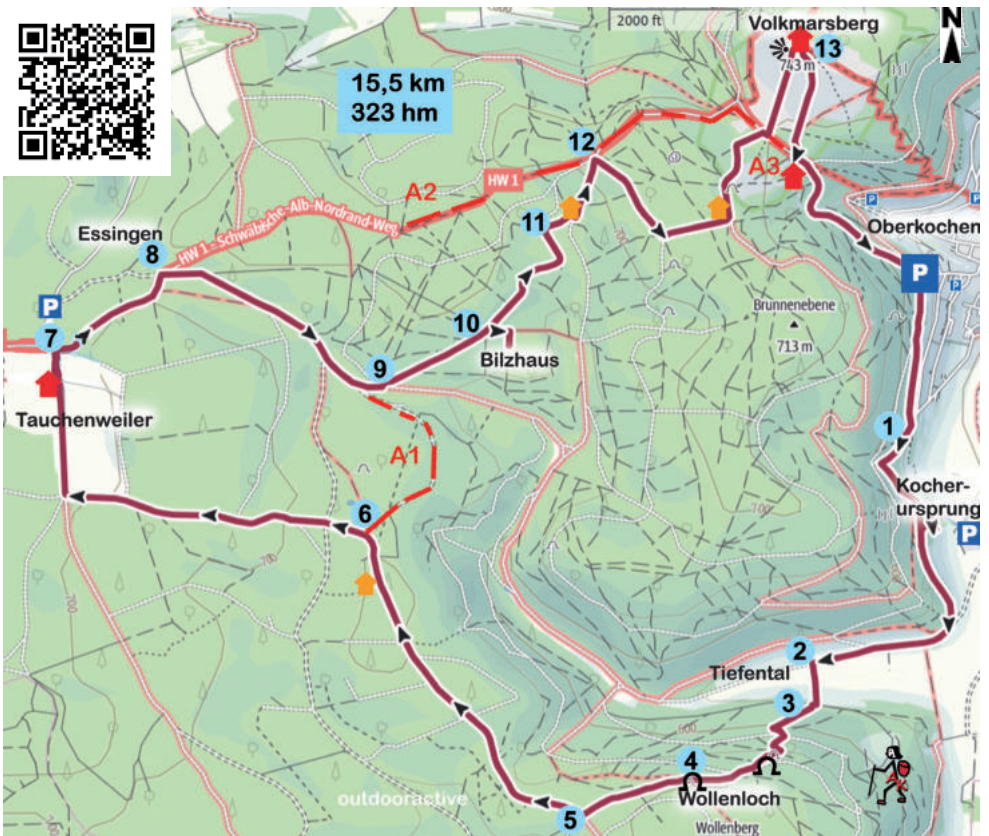 2000 ft
Volkmarsberg
N
13
743 m
15,5 km
323 hm
12
A3
HW 1
A2
11
Essingen
8
HW 1 - Schwäbische-Alb-Nordrand-Weg
Oberkochen
P
P
P
P
7
10
Bilzhaus
Brunnenebene
713 m
9
Tauchenweiler
A1
1
Kocher-
ursprung
P
6
700
700
700
2
Tiefental
3
600
4
Wollenloch
outdooractive
5
Wollenberg